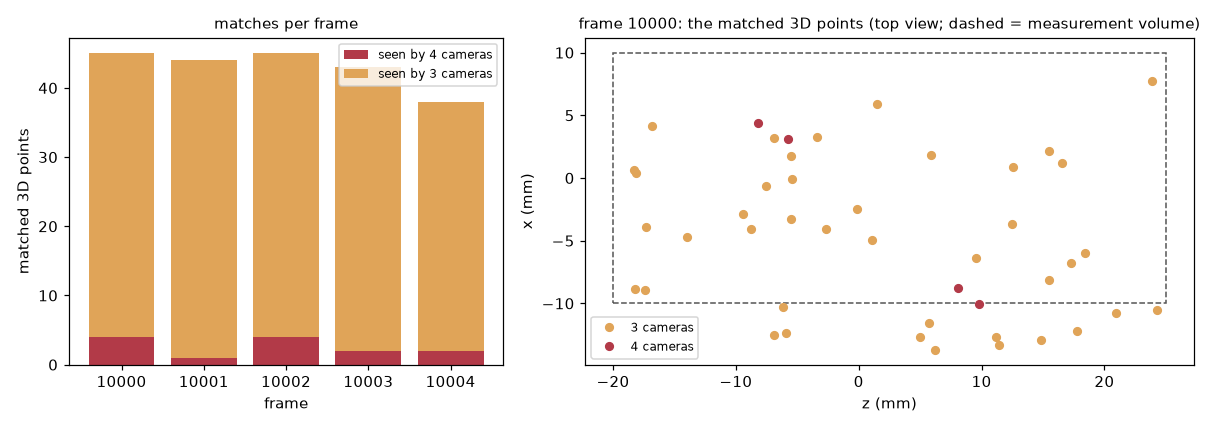 matches per frame
seen by 4 cameras
seen by 3 cameras
matched 3D points
40
30
20
10
0
10000
10001
10002
10003
10004
frame
frame 10000: the matched 3D points (top view; dashed = measurement volume)
x (mm)
10
5
0
−5
−10
3 cameras
4 cameras
−20
−10
0
10
20
z (mm)